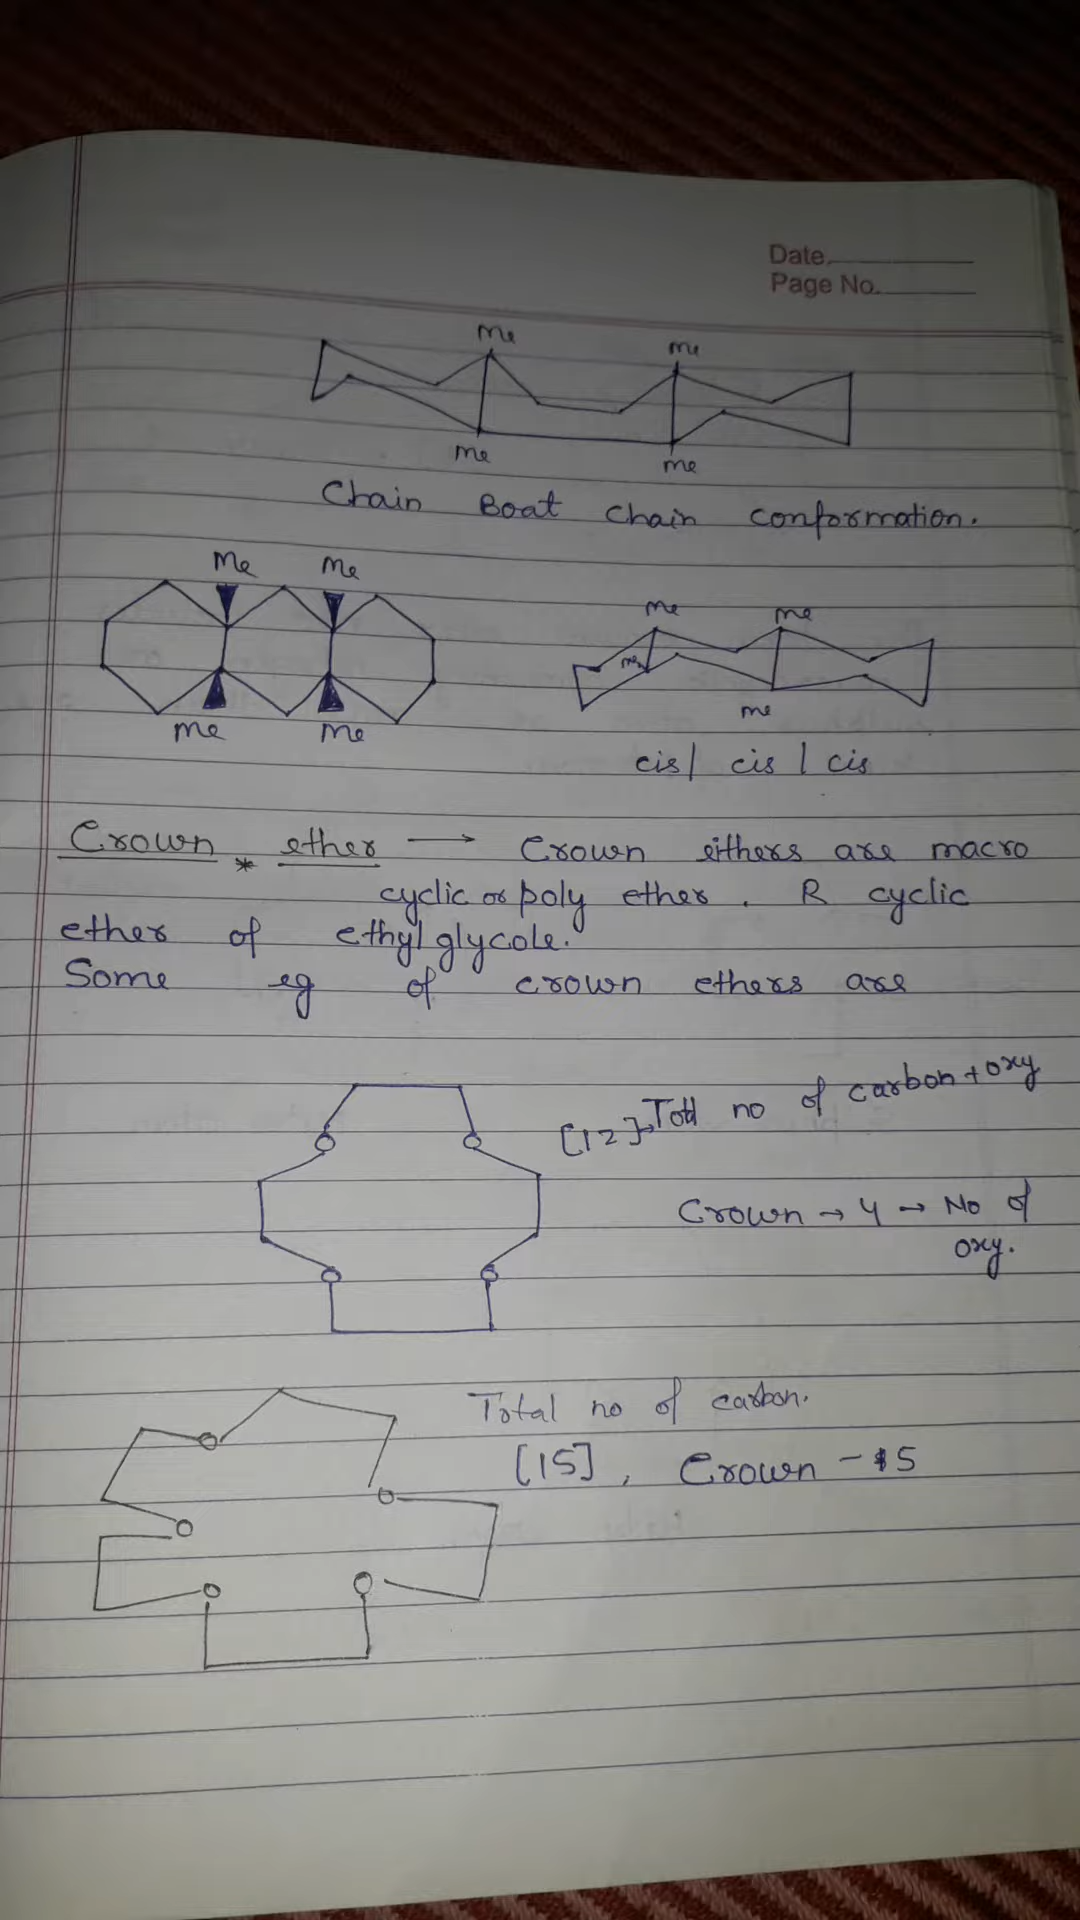 Date.
Page No.
Me Me
Me Me
Chain Boat Chain conformation.
Me Me
Me Me
Me Me
Me
Me
cis/ cis / cis
Crown ether → Crown eithers are macro
*
cyclic or poly ether . R cyclic
ether of ethyl glycole.
Some eg of crown ethers are
[12]→Total no of carbon + oxy
Crown → 4 → No of
oxy.
Total no of carbon.
[15] , Crown - 5